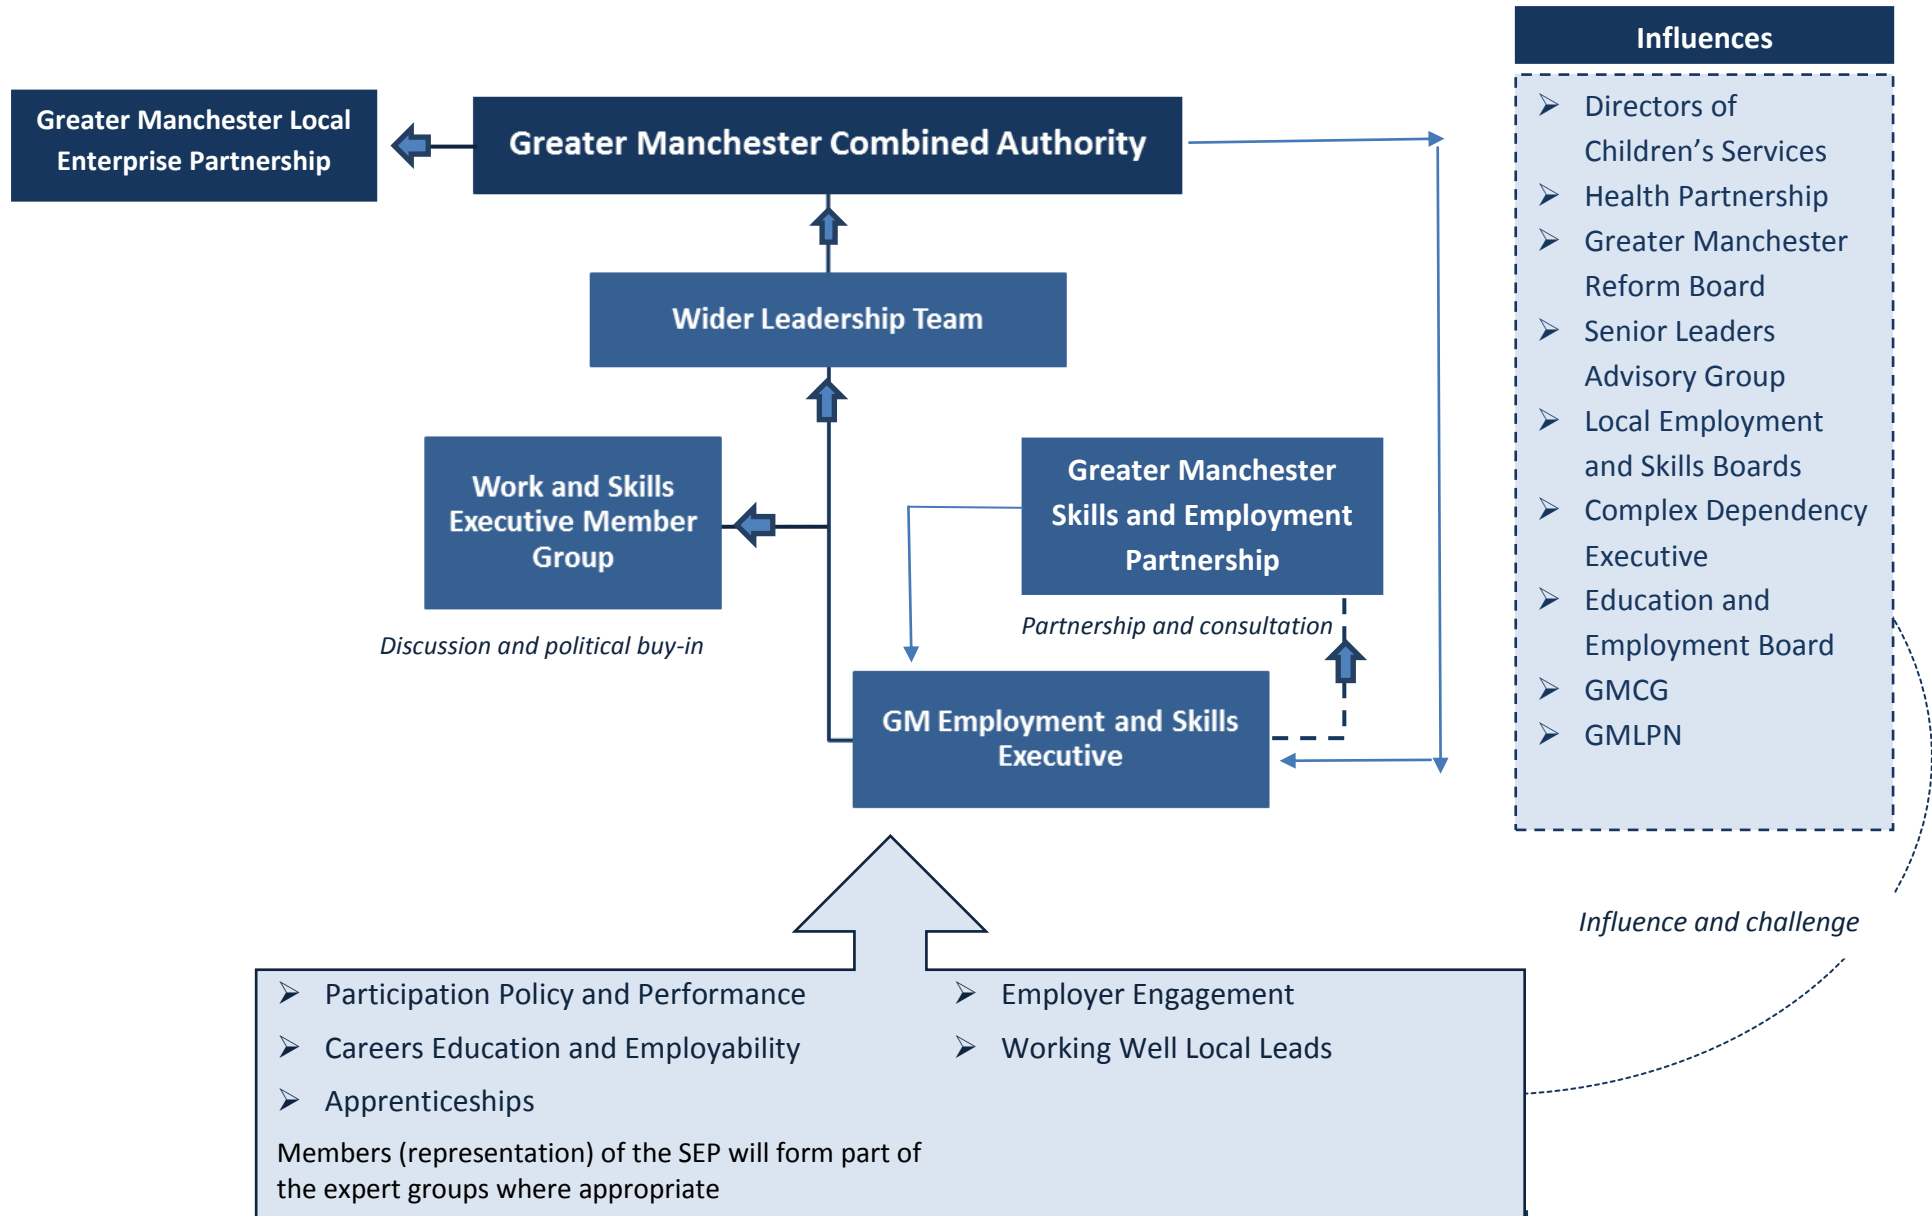 Influences
Greater Manchester Local
Enterprise Partnership
Greater Manchester Combined Authority
Wider Leadership Team
Work and Skills
Executive Member
Group
Discussion and political buy-in
Greater Manchester
Skills and Employment
Partnership
Partnership and consultation
GM Employment and Skills
Executive
➢ Directors of
Children’s Services
➢ Health Partnership
➢ Greater Manchester
Reform Board
➢ Senior Leaders
Advisory Group
➢ Local Employment
and Skills Boards
➢ Complex Dependency
Executive
➢ Education and
Employment Board
➢ GMCG
➢ GMLPN
Influence and challenge
➢ Participation Policy and Performance
➢ Careers Education and Employability
➢ Apprenticeships
➢ Employer Engagement
➢ Working Well Local Leads
Members (representation) of the SEP will form part of
the expert groups where appropriate